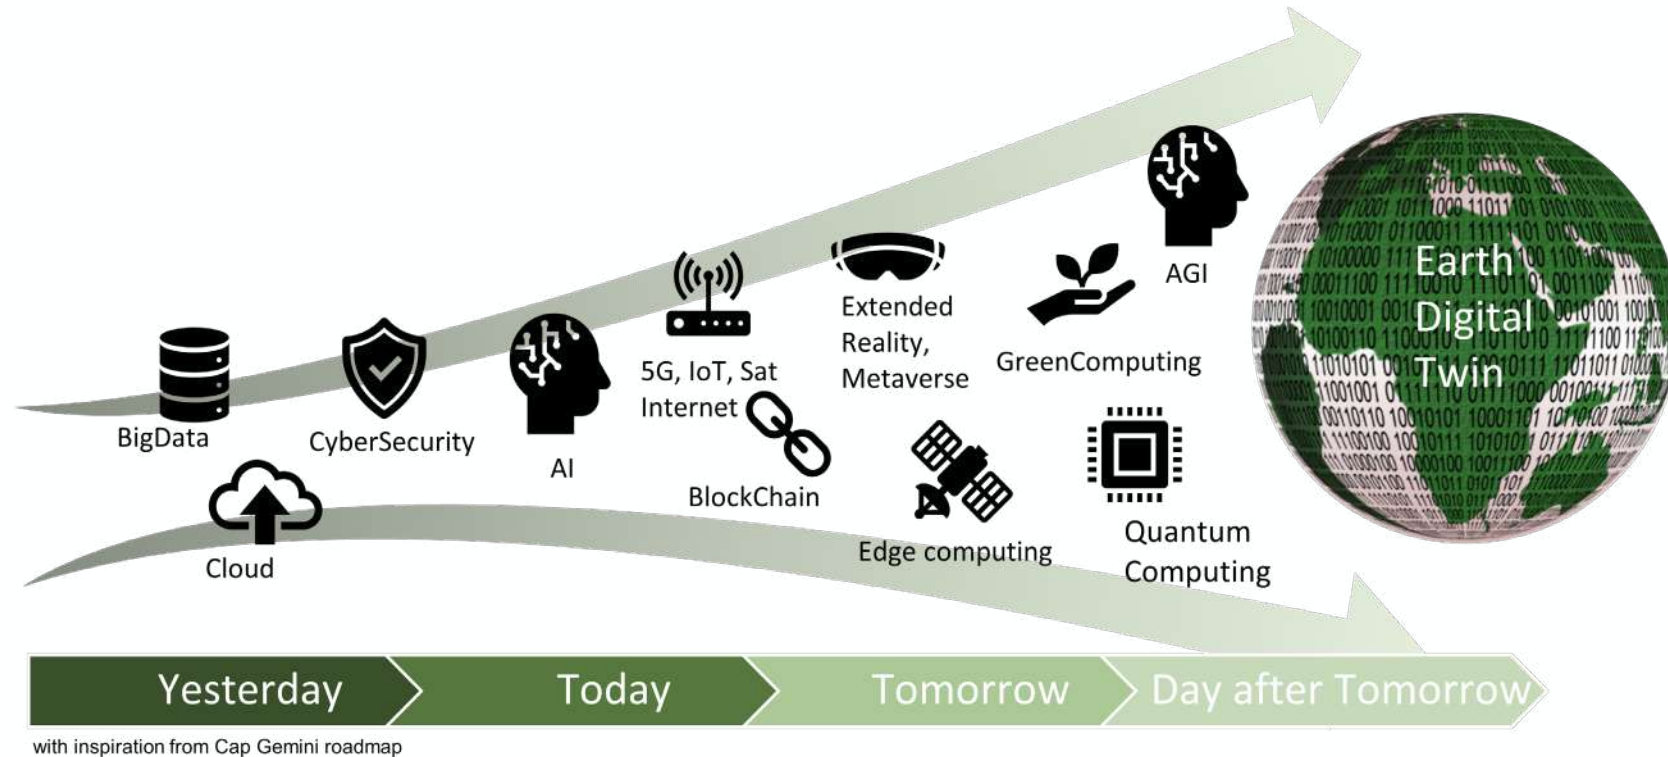 BigData
Cloud
CyberSecurity
AI
5G, IoT, Sat
Internet
BlockChain
Extended
Reality,
Metaverse
Edge computing
GreenComputing
Quantum
Computing
AGI
Earth
Digital
Twin
Yesterday
Today
Tomorrow
Day after Tomorrow
with inspiration from Cap Gemini roadmap